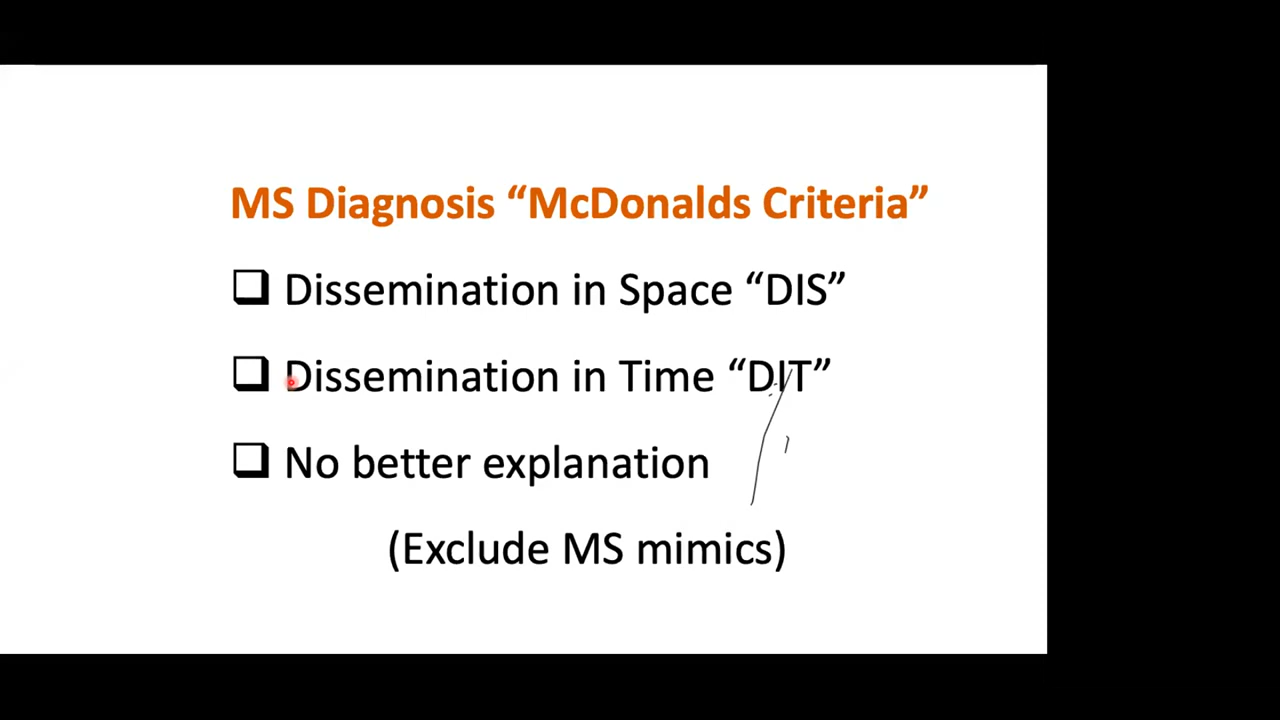 MS Diagnosis “McDonalds Criteria”
❑ Dissemination in Space “DIS”
❑ Dissemination in Time “DIT”
❑ No better explanation
(Exclude MS mimics)